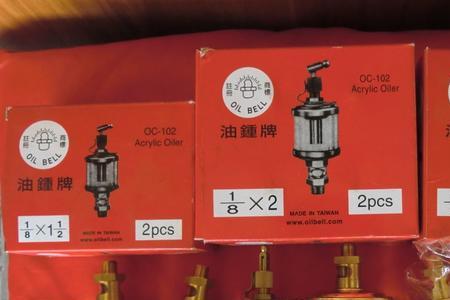 註冊 商標
OIL BELL
油鍾牌
OC-102
Acrylic Oiler
1/8 × 1 1/2
MADE IN TAIWAN
www.oilbell.com
2pcs
註冊 商標
OIL BELL
油鍾牌
OC-102
Acrylic Oiler
1/8 × 2
MADE IN TAIWAN
www.oilbell.com
2pcs